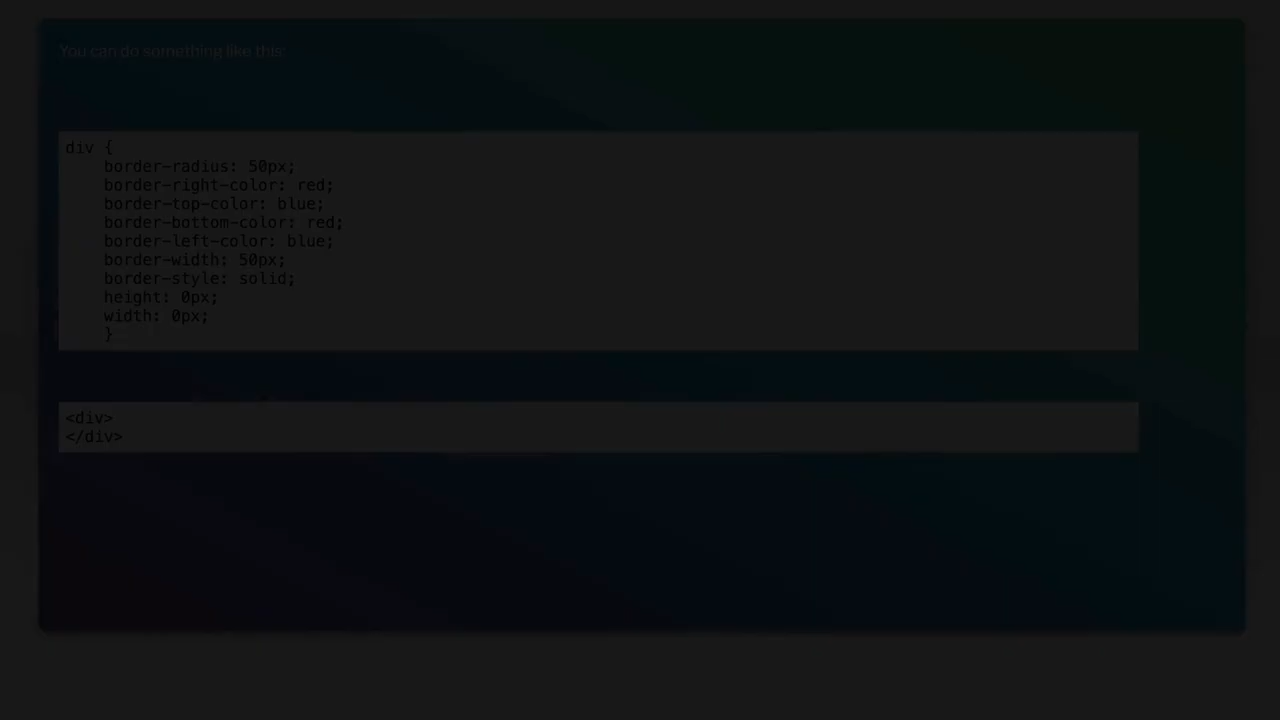 You can do something like this:
div {
    border-radius: 50px;
    border-right-color: red;
    border-top-color: blue;
    border-bottom-color: red;
    border-left-color: blue;
    border-width: 50px;
    border-style: solid;
    height: 0px;
    width: 0px;
    }
<div>
</div>